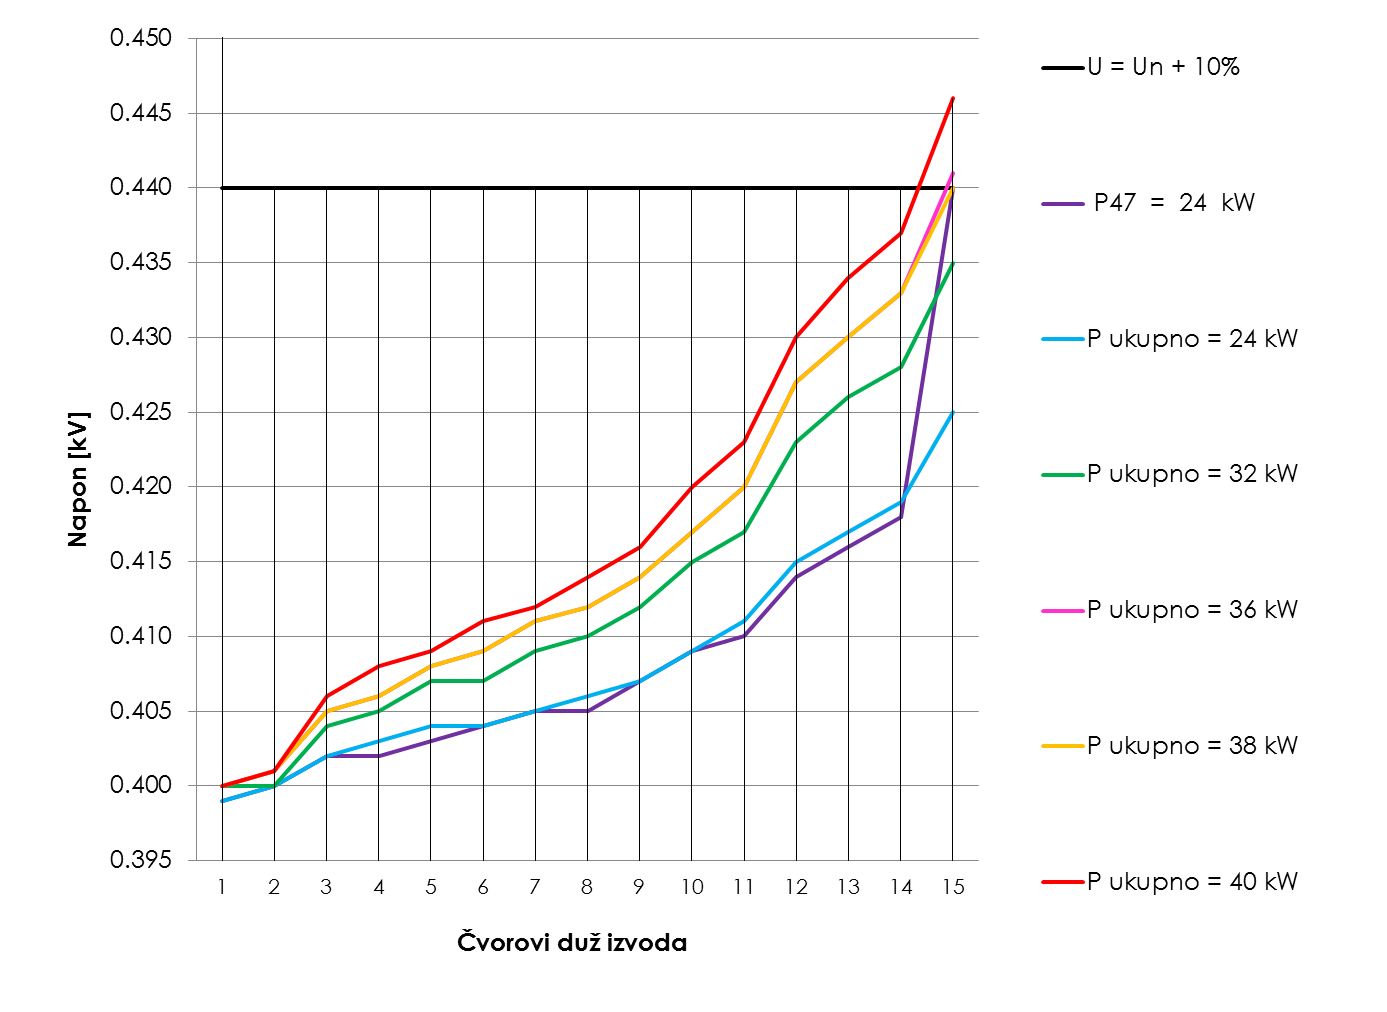 0.450
0.445
0.440
0.435
0.430
0.425
0.420
0.415
0.410
0.405
0.400
0.395
Napon [kV]
1 2 3 4 5 6 7 8 9 10 11 12 13 14 15
Čvorovi duž izvoda
U = Un + 10%
P47 = 24 kW
P ukupno = 24 kW
P ukupno = 32 kW
P ukupno = 36 kW
P ukupno = 38 kW
P ukupno = 40 kW